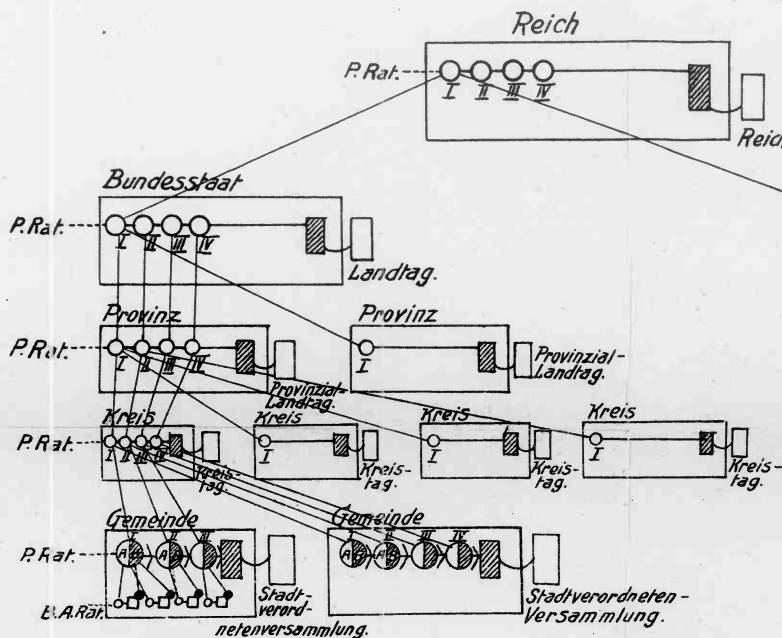 Reich
P. Rat.
I II III IV
Reich
Bundesstaat
P. Rat.
I II III IV
Landtag.
Provinz
Provinz
P. Rat.
I II III IV
I
Provinzial-
Landtag.
Provinzial-
Landtag.
Kreis
Kreis
Kreis
Kreis
P. Rat.
I II III IV
I
I
I
Kreis-
tag.
Kreis-
tag.
Kreis-
tag.
Kreis-
tag.
Gemeinde
Gemeinde
I II III IV
I II III IV
P. Rat.
A B A B
A B A B
B.A. Rat.
Stadt-
verord-
netenversammlung.
Stadtverordneten-
Versammlung.